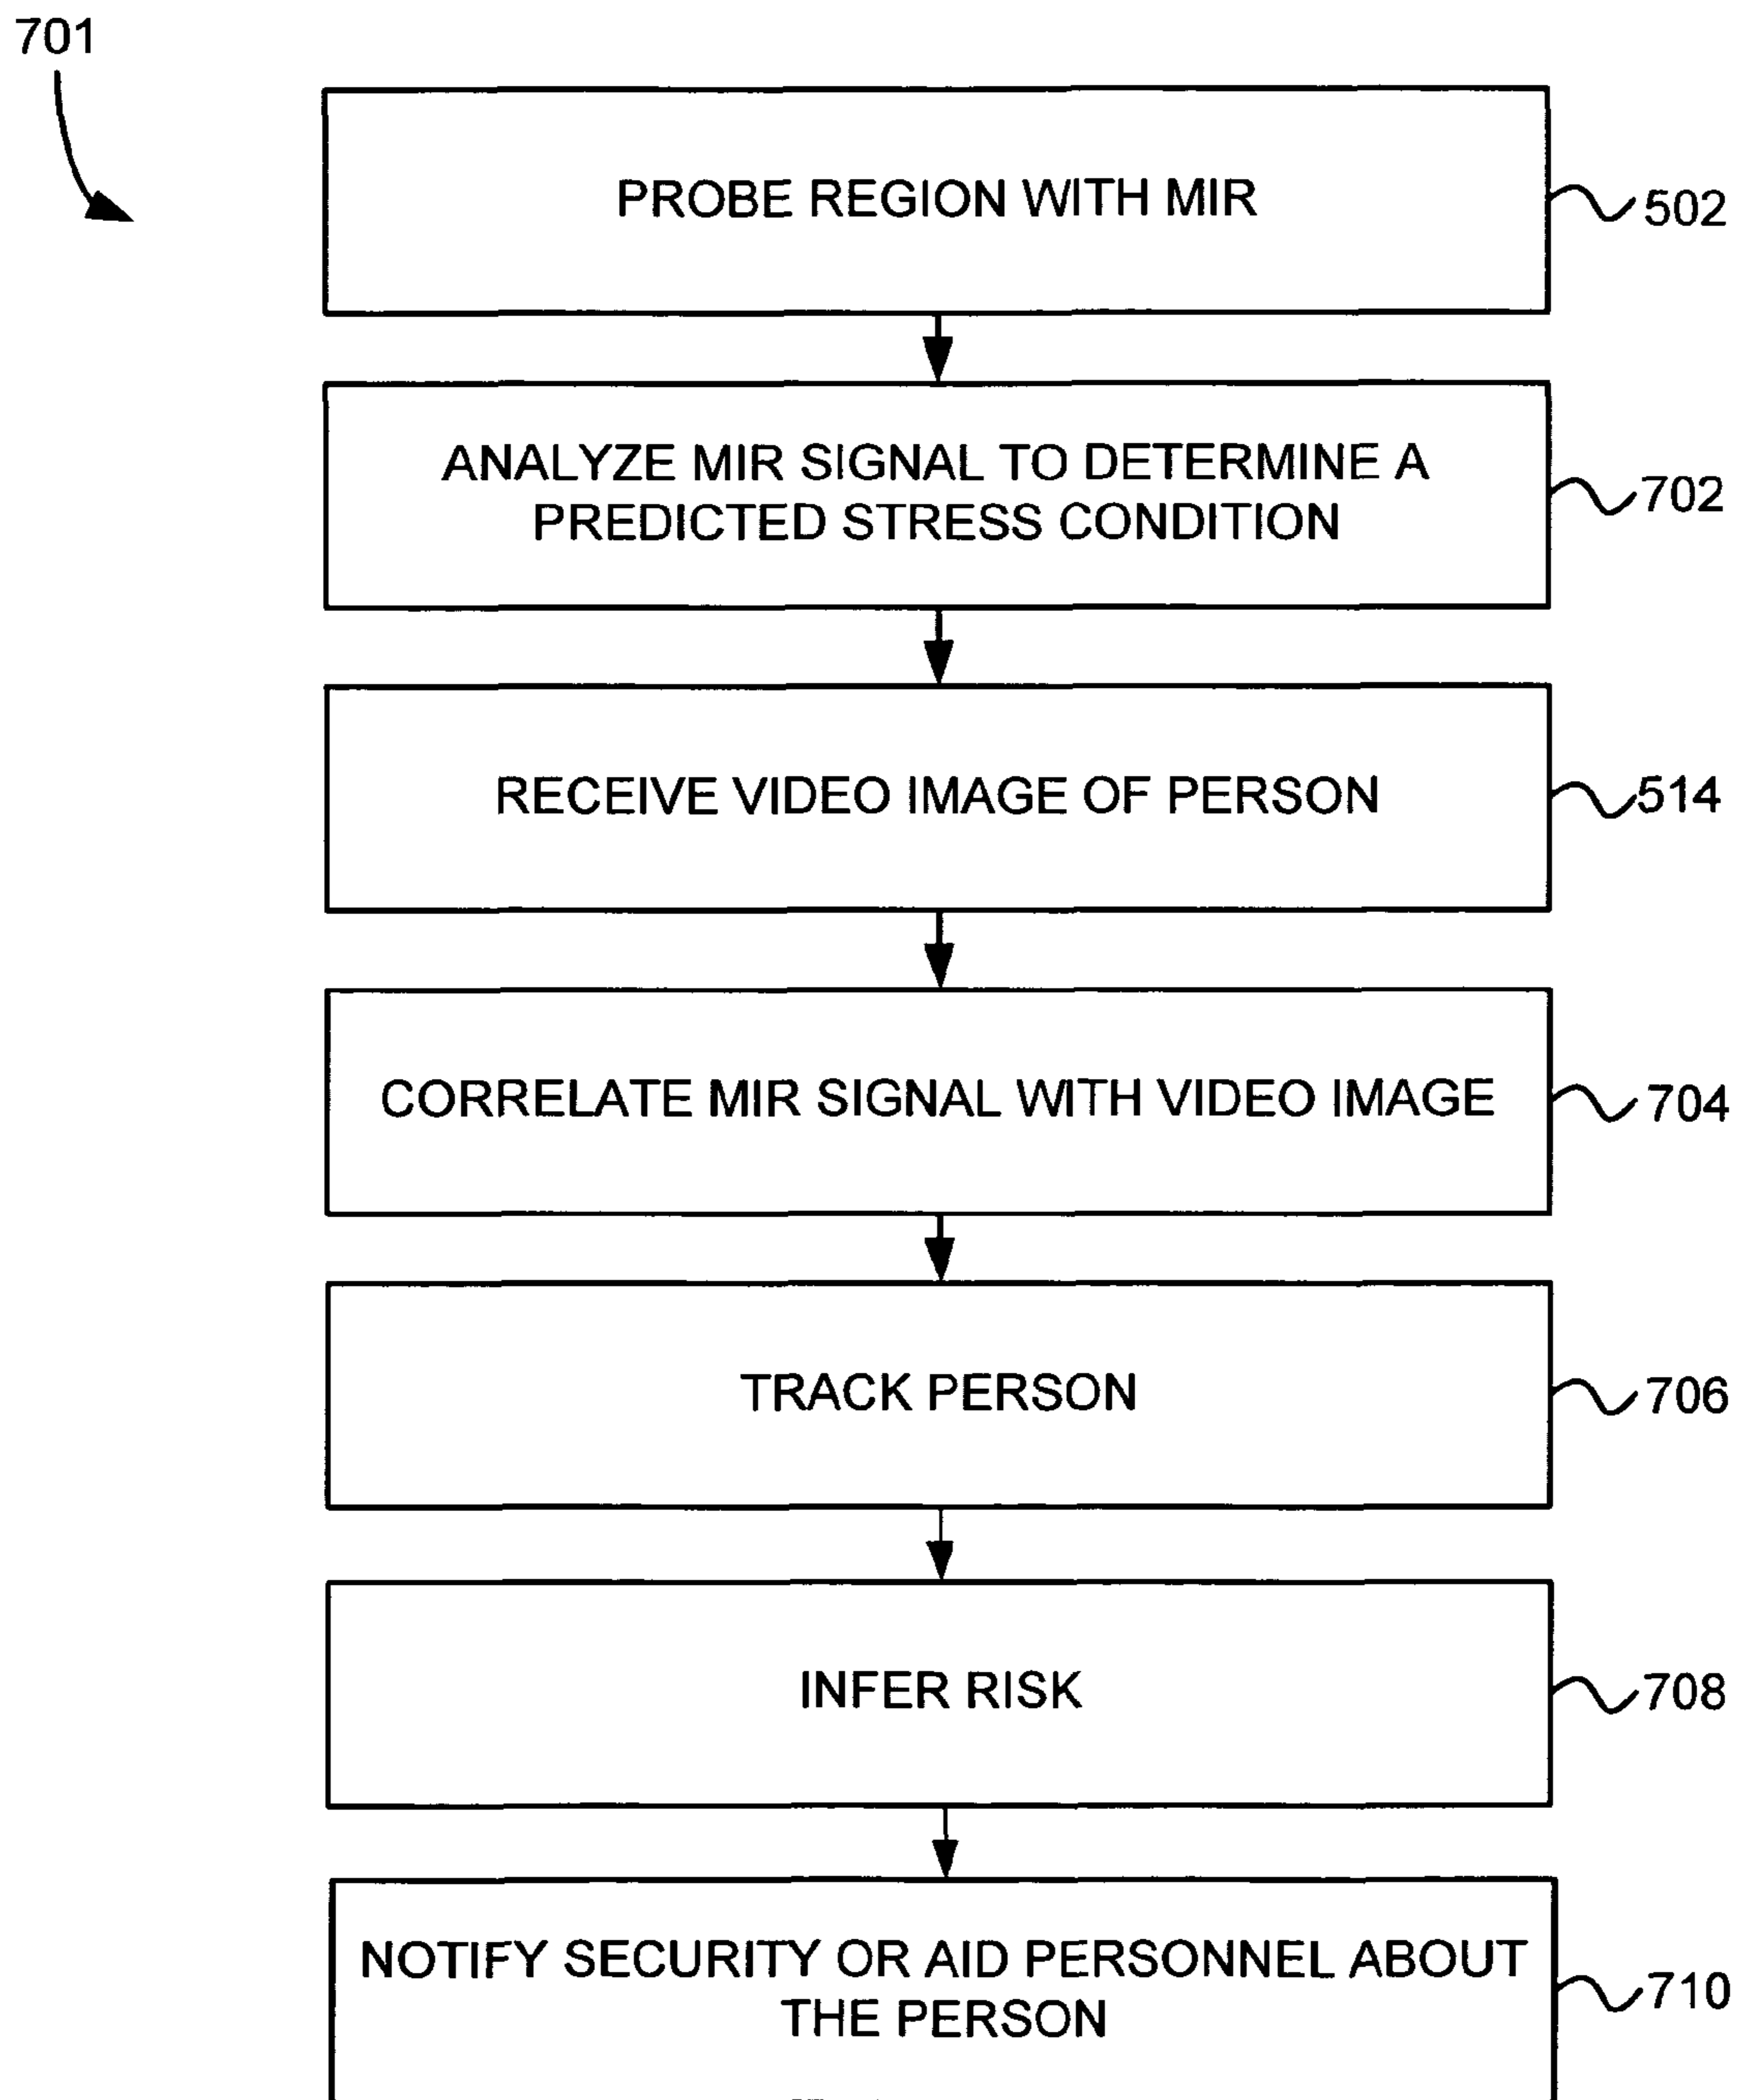 701
PROBE REGION WITH MIR
502
ANALYZE MIR SIGNAL TO DETERMINE A
PREDICTED STRESS CONDITION
702
RECEIVE VIDEO IMAGE OF PERSON
514
CORRELATE MIR SIGNAL WITH VIDEO IMAGE
704
TRACK PERSON
706
INFER RISK
708
NOTIFY SECURITY OR AID PERSONNEL ABOUT
THE PERSON
710